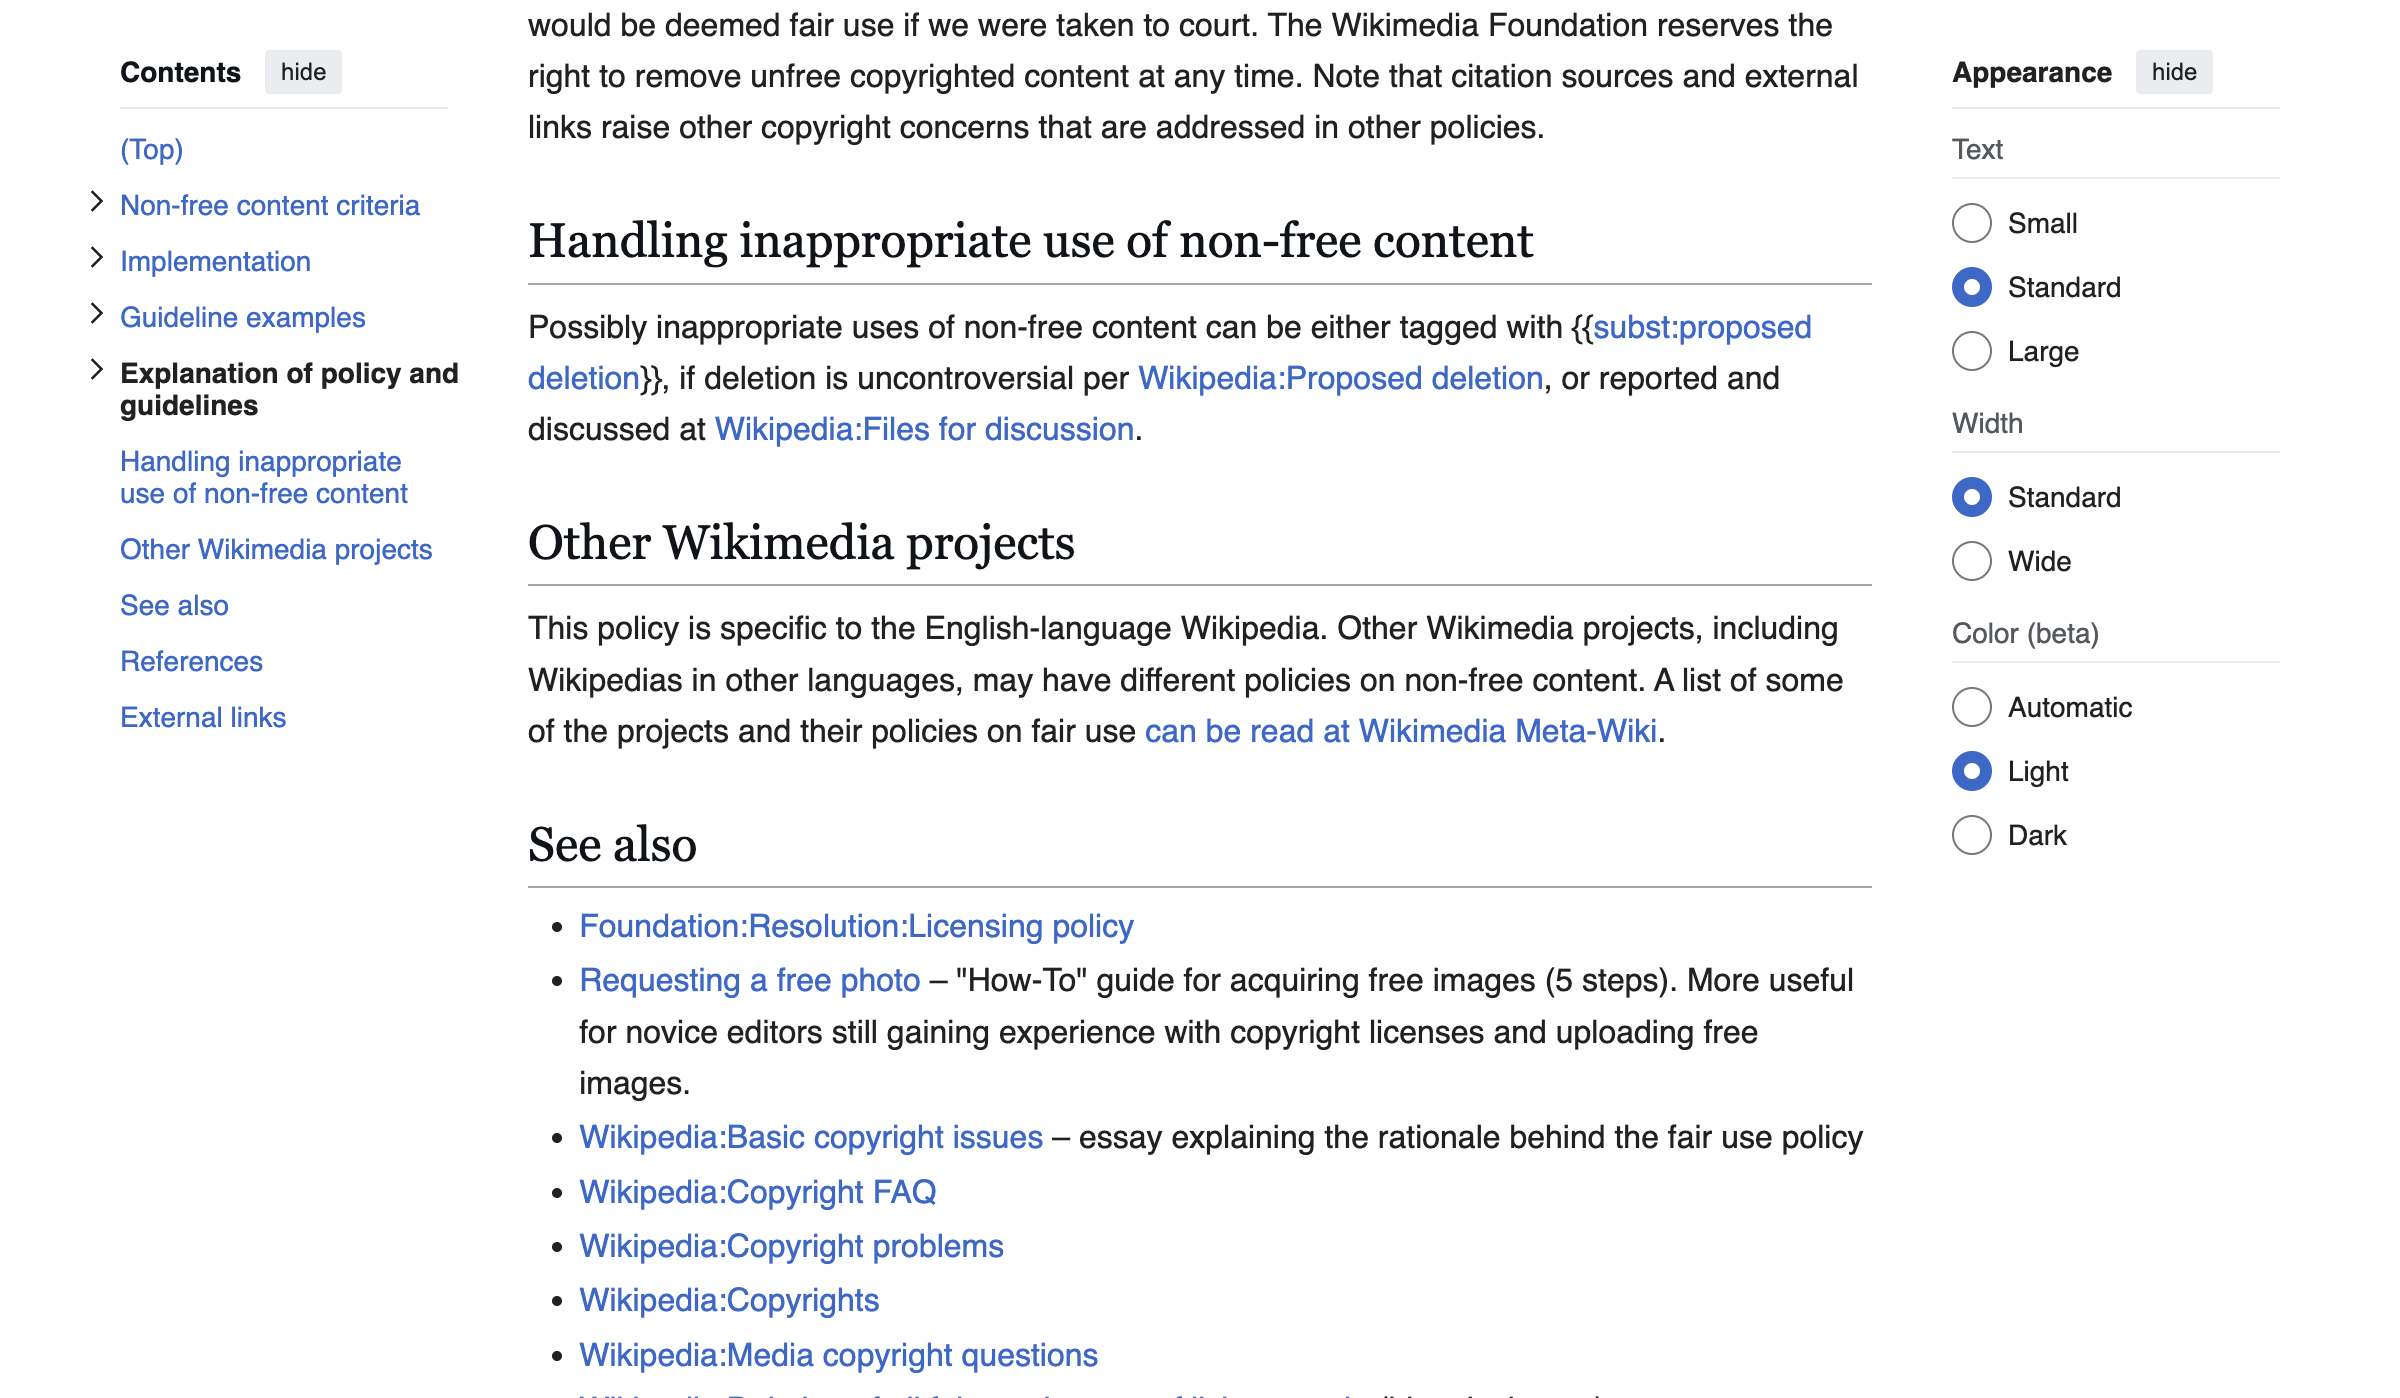 Contents hide
(Top)
Non-free content criteria
Implementation
Guideline examples
Explanation of policy and
guidelines
Handling inappropriate
use of non-free content
Other Wikimedia projects
See also
References
External links
would be deemed fair use if we were taken to court. The Wikimedia Foundation reserves the
right to remove unfree copyrighted content at any time. Note that citation sources and external
links raise other copyright concerns that are addressed in other policies.
Handling inappropriate use of non-free content
Possibly inappropriate uses of non-free content can be either tagged with {{subst:proposed
deletion}}, if deletion is uncontroversial per Wikipedia:Proposed deletion, or reported and
discussed at Wikipedia:Files for discussion.
Other Wikimedia projects
This policy is specific to the English-language Wikipedia. Other Wikimedia projects, including
Wikipedias in other languages, may have different policies on non-free content. A list of some
of the projects and their policies on fair use can be read at Wikimedia Meta-Wiki.
See also
• Foundation:Resolution:Licensing policy
• Requesting a free photo – "How-To" guide for acquiring free images (5 steps). More useful
for novice editors still gaining experience with copyright licenses and uploading free
images.
• Wikipedia:Basic copyright issues – essay explaining the rationale behind the fair use policy
• Wikipedia:Copyright FAQ
• Wikipedia:Copyright problems
• Wikipedia:Copyrights
• Wikipedia:Media copyright questions
Appearance hide
Text
Small
Standard
Large
Width
Standard
Wide
Color (beta)
Automatic
Light
Dark